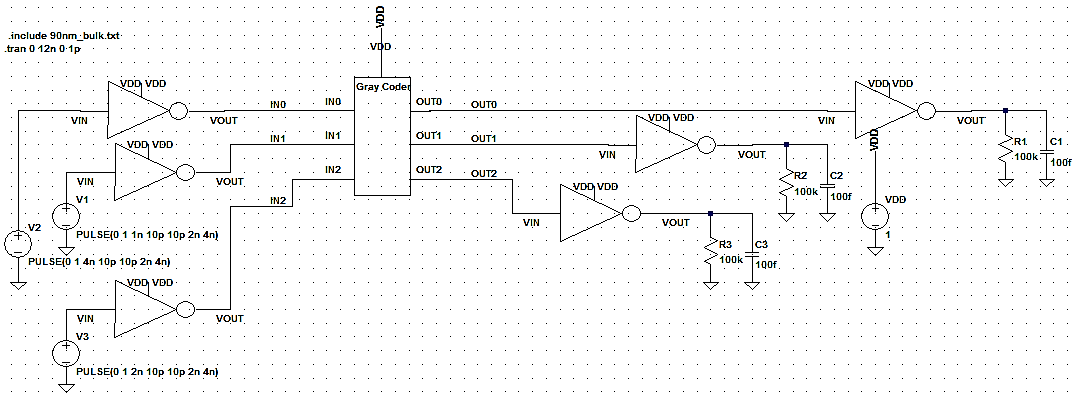 VDD
.include 90nm_bulk.txt
.tran 0 12n 0 1p
VDD
VDD VDD
Gray Coder
VDD VDD
IN0
IN0
OUT0
OUT0
VIN
VOUT
VIN
VOUT
VDD VDD
IN1
IN1
OUT1
OUT1
VDD
R1
C1
VDD VDD
VIN
VOUT
100k
100f
VIN
VOUT
IN2
IN2
OUT2
OUT2
R2
C2
VDD VDD
100k
100f
V1
VDD
VIN
VOUT
V2
PULSE(0 1 1n 10p 10p 2n 4n)
1
R3
C3
PULSE(0 1 4n 10p 10p 2n 4n)
100k
100f
VDD VDD
VIN
VOUT
V3
PULSE(0 1 2n 10p 10p 2n 4n)